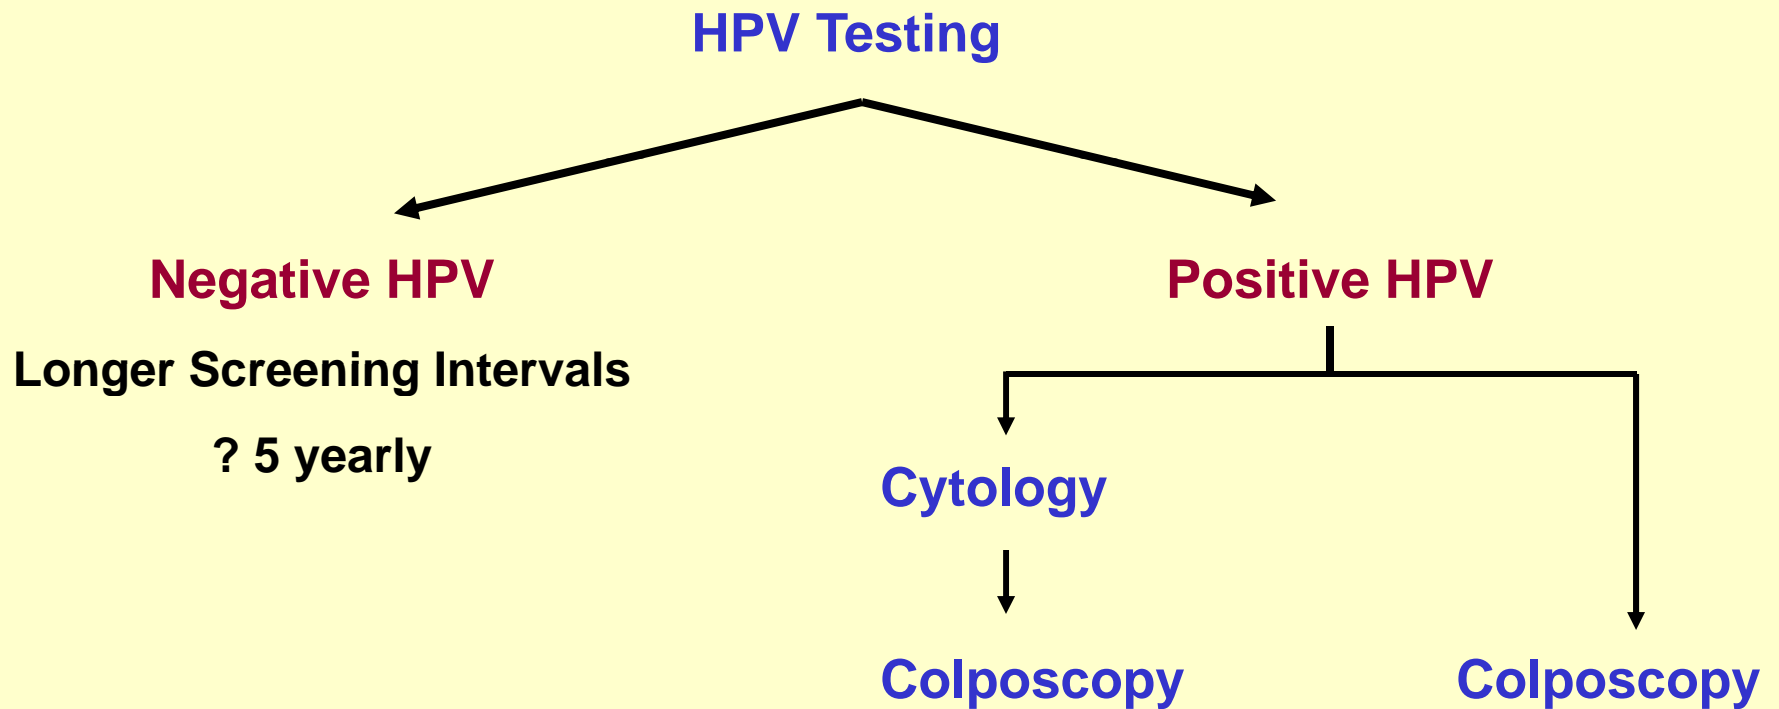 HPV Testing
Negative HPV
Longer Screening Intervals
? 5 yearly
Positive HPV
Cytology
Colposcopy
Colposcopy